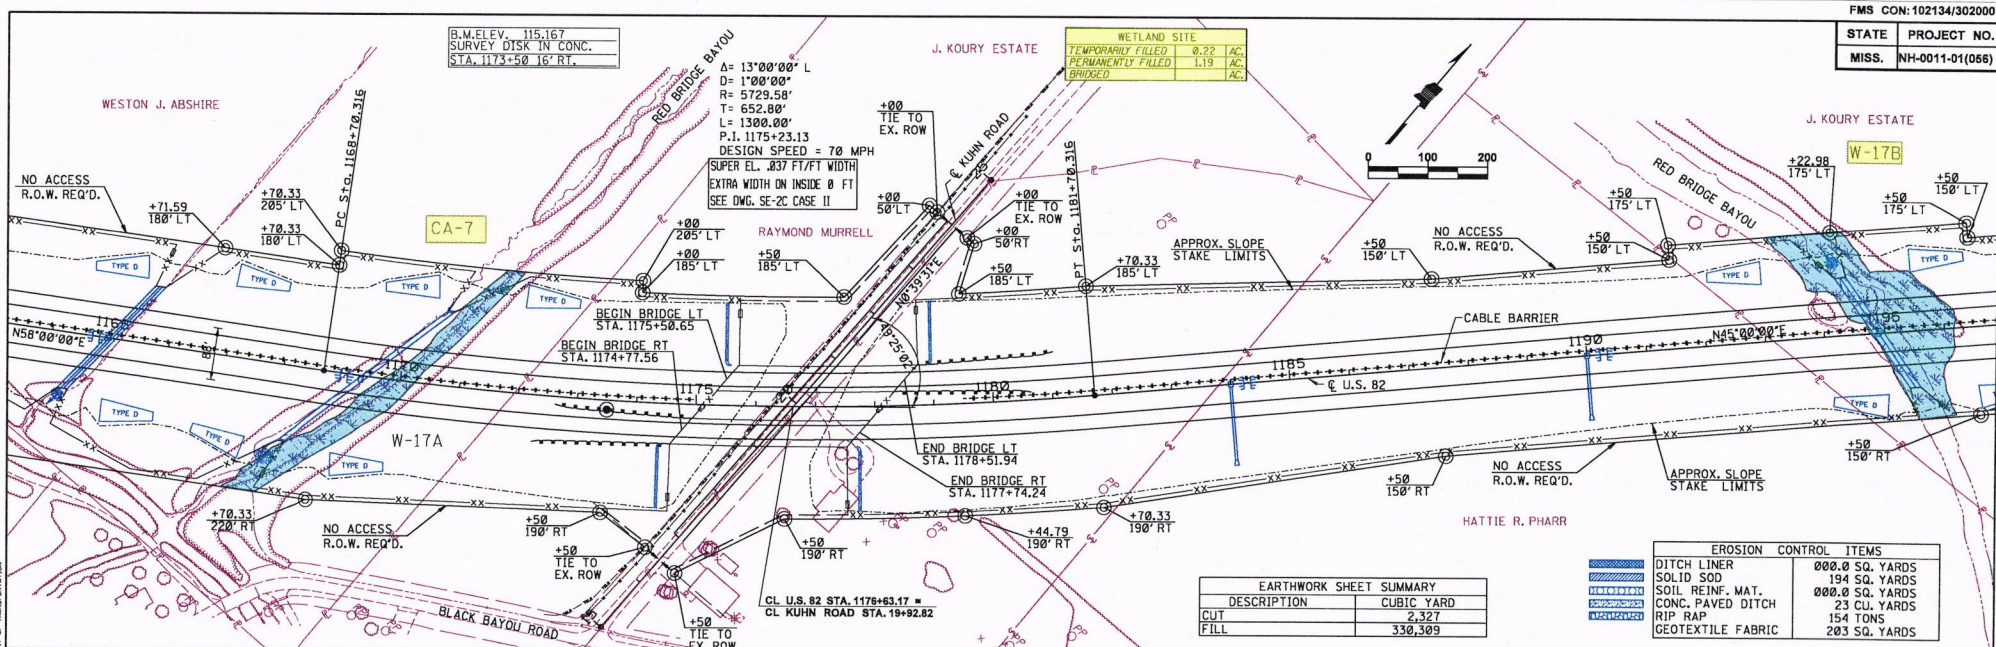 FMS CON: 102134/302000
STATE PROJECT NO.
MISS. NH-0011-01(056)
B.M.ELEV. 115.167
SURVEY DISK IN CONC.
STA. 1173+50 16' RT.
WESTON J. ABSHIRE
RED BRIDGE BAYOU
Δ= 13°00'00" L
D= 1°00'00"
R= 5729.58'
T= 652.80'
L= 1300.00'
P.I. 1175+23.13
DESIGN SPEED = 70 MPH
SUPER EL. .037 FT/FT WIDTH
EXTRA WIDTH ON INSIDE 0 FT
SEE DWG. SE-2C CASE II
J. KOURY ESTATE
WETLAND SITE
TEMPORARILY FILLED 0.22 AC.
PERMANENTLY FILLED 1.19 AC.
BRIDGED AC.
0 100 200
J. KOURY ESTATE
W-17B
RED BRIDGE BAYOU
NO ACCESS
R.O.W. REQ'D.
+71.59
180' LT
+70.33
205' LT
+70.33
180' LT
PC Sta. 1168+70.316
CA-7
+00
205' LT
+00
185' LT
RAYMOND MURRELL
+50
185' LT
+00
TIE TO
EX. ROW
+00
50' LT
℄ KUHN ROAD
25
+00
TIE TO
EX. ROW
+00
50' RT
+50
185' LT
PT Sta. 1181+70.316
+70.33
185' LT
APPROX. SLOPE
STAKE LIMITS
+50
150' LT
NO ACCESS
R.O.W. REQ'D.
+50
175' LT
+50
150' LT
+22.98
175' LT
+50
175' LT
+50
150' LT
TYPE D
TYPE D
TYPE D
TYPE D
TYPE D
N58°00'00"E
1170
BEGIN BRIDGE LT
STA. 1175+50.65
BEGIN BRIDGE RT
STA. 1174+77.56
1175
N0°39'31"E
49°25'02"
1180
1185
℄ U.S. 82
CABLE BARRIER
1190
N45°00'00"E
1195
TYPE D
TYPE D
TYPE D
TYPE D
W-17A
END BRIDGE LT
STA. 1178+51.94
END BRIDGE RT
STA. 1177+74.24
+70.33
220' RT
NO ACCESS
R.O.W. REQ'D.
+50
190' RT
+50
TIE TO
EX. ROW
+50
190' RT
+44.79
190' RT
+70.33
190' RT
+50
150' RT
NO ACCESS
R.O.W. REQ'D.
APPROX. SLOPE
STAKE LIMITS
+50
150' RT
HATTIE R. PHARR
BLACK BAYOU ROAD
+50
TIE TO
EX. ROW
CL U.S. 82 STA. 1176+63.17 =
CL KUHN ROAD STA. 19+92.82
EARTHWORK SHEET SUMMARY
DESCRIPTION CUBIC YARD
CUT 2,327
FILL 330,309
EROSION CONTROL ITEMS
DITCH LINER 000.0 SQ. YARDS
SOLID SOD 194 SQ. YARDS
SOIL REINF. MAT. 000.0 SQ. YARDS
CONC. PAVED DITCH 23 CU. YARDS
RIP RAP 154 TONS
GEOTEXTILE FABRIC 203 SQ. YARDS